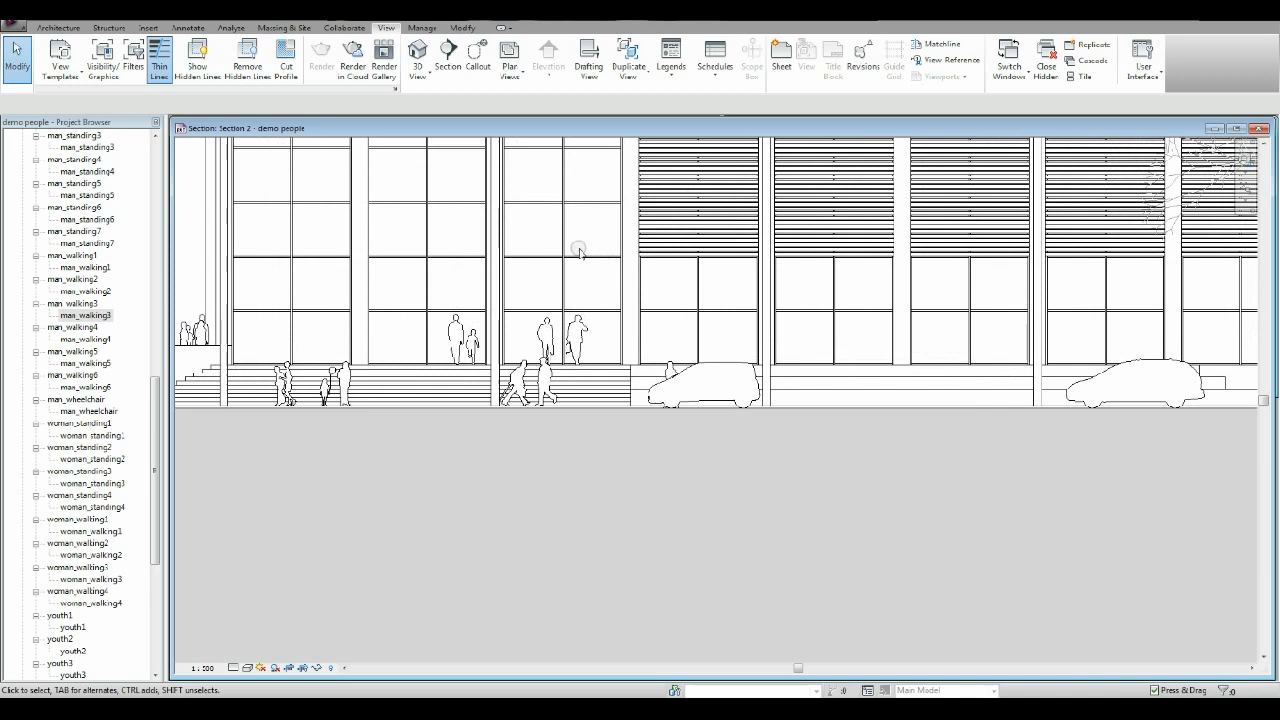 Architecture Structure Insert Annotate Analyze Massing & Site Collaborate View Manage Modify
Modify
View Templates
Visibility/ Graphics
Filters
Thin Lines
Show Hidden Lines
Remove Hidden Lines
Cut Profile
Render
Render in Cloud
Render Gallery
3D View
Section
Callout
Plan Views
Elevation
Drafting View
Duplicate View
Legends
Schedules
Scope Box
Sheet
View
Title Block
Revisions
Guide Grid
Matchline
View Reference
Viewports
Switch Windows
Close Hidden
Replicate
Cascade
Tile
User Interface
demo people - Project Browser
man_standing3
man_standing3
man_standing4
man_standing4
man_standing5
man_standing5
man_standing6
man_standing6
man_standing7
man_standing7
man_walking1
man_walking1
man_walking2
man_walking2
man_walking3
man_walking3
man_walking4
man_walking4
man_walking5
man_walking5
man_walking6
man_walking6
man_wheelchair
man_wheelchair
woman_standing1
woman_standing1
woman_standing2
woman_standing2
woman_standing3
woman_standing3
woman_standing4
woman_standing4
woman_walking1
woman_walking1
woman_walking2
woman_walking2
woman_walking3
woman_walking3
woman_walking4
woman_walking4
youth1
youth1
youth2
youth2
youth3
youth3
Section: Section 2 - demo people
1 : 500
Click to select, TAB for alternates, CTRL adds, SHIFT unselects.
:0
Main Model
Press & Drag
:0